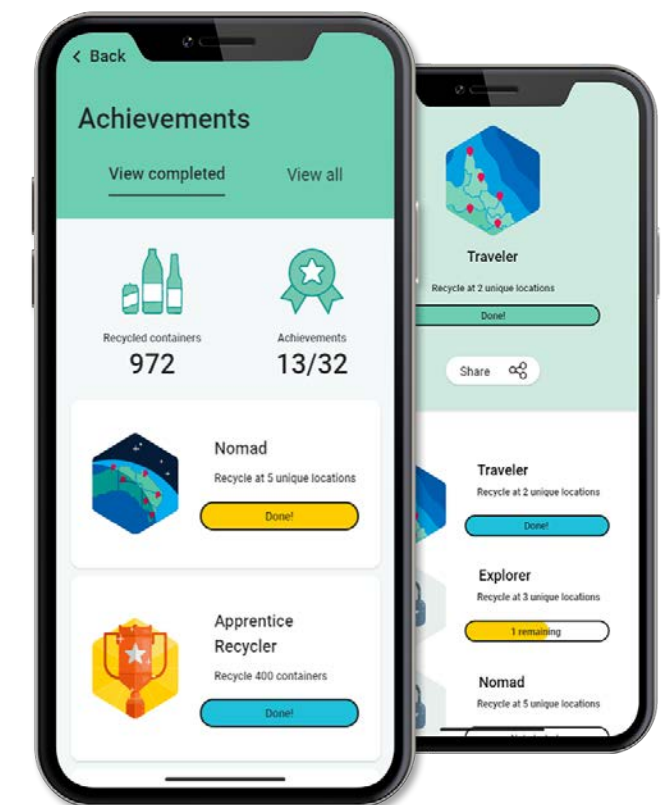 Back
Achievements
View completed
View all
Recycled containers
972
Achievements
13/32
Nomad
Recycle at 5 unique locations
Done!
Apprentice
Recycler
Recycle 400 containers
Done!
Traveler
Recycle at 2 unique locations
Done!
Share
Traveler
Recycle at 2 unique locations
Done!
Explorer
Recycle at 3 unique locations
1 remaining
Nomad
Recycle at 5 unique locations